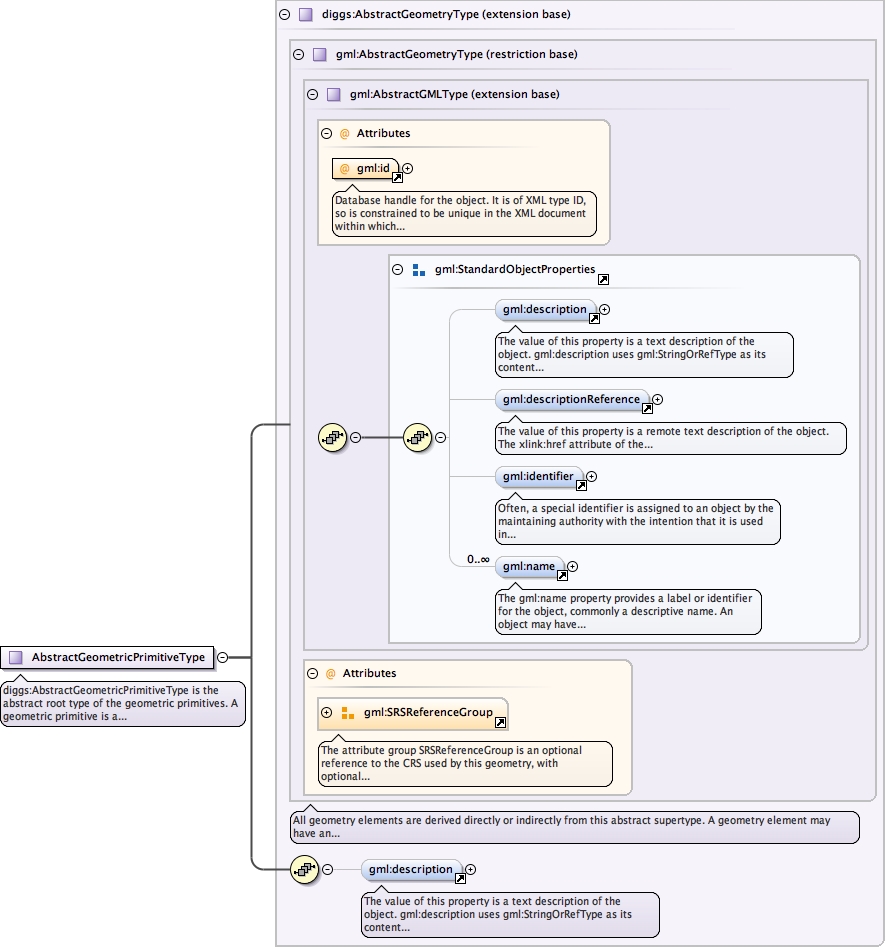 diggs:AbstractGeometryType (extension base)
gml:AbstractGeometryType (restriction base)
gml:AbstractGMLType (extension base)
@ Attributes
@ gml:id
Database handle for the object. It is of XML type ID,
so is constrained to be unique in the XML document
within which...
gml:StandardObjectProperties
gml:description
The value of this property is a text description of the
object. gml:description uses gml:StringOrRefType as its
content...
gml:descriptionReference
The value of this property is a remote text description of the object.
The xlink:href attribute of the...
gml:identifier
Often, a special identifier is assigned to an object by the
maintaining authority with the intention that it is used
in...
0..∞
gml:name
The gml:name property provides a label or identifier
for the object, commonly a descriptive name. An
object may have...
AbstractGeometricPrimitiveType
diggs:AbstractGeometricPrimitiveType is the
abstract root type of the geometric primitives. A
geometric primitive is a...
@ Attributes
gml:SRSReferenceGroup
The attribute group SRSReferenceGroup is an optional
reference to the CRS used by this geometry, with
optional...
All geometry elements are derived directly or indirectly from this abstract supertype. A geometry element may
have an...
gml:description
The value of this property is a text description of the
object. gml:description uses gml:StringOrRefType as its
content...